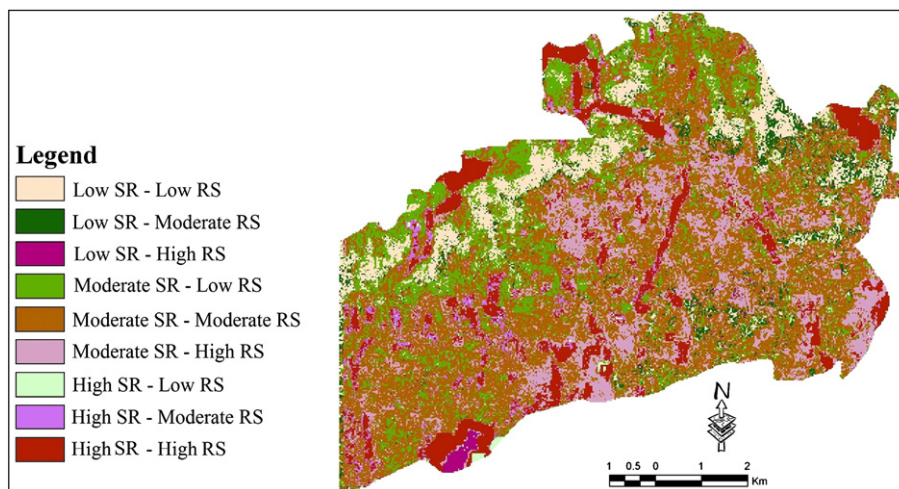 Legend
Low SR - Low RS
Low SR - Moderate RS
Low SR - High RS
Moderate SR - Low RS
Moderate SR - Moderate RS
Moderate SR - High RS
High SR - Low RS
High SR - Moderate RS
High SR - High RS
N
1 0.5 0 1 2
Km